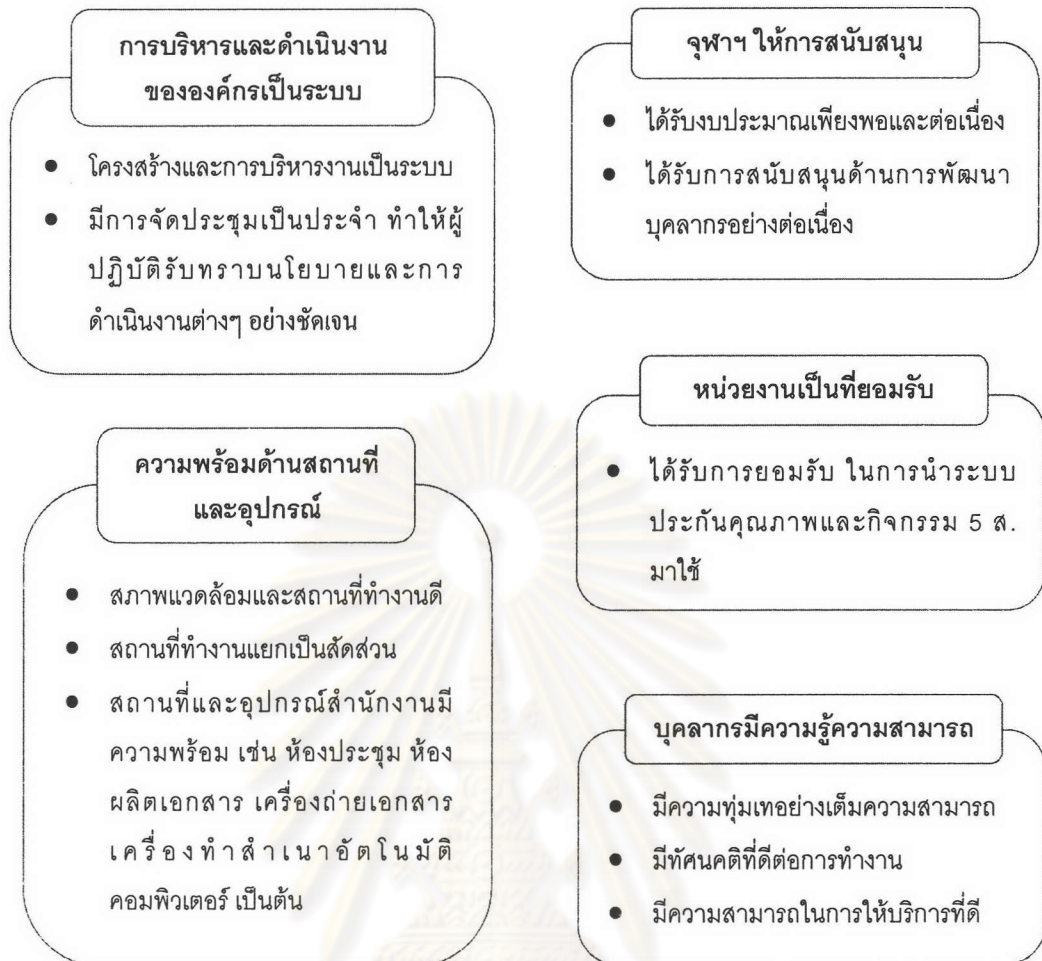 การบริหารและดำเนินงาน
ขององค์กรเป็นระบบ
● โครงสร้างและการบริหารงานเป็นระบบ
● มีการจัดประชุมเป็นประจำ ทำให้ผู้
ปฏิบัติรับทราบนโยบายและการ
ดำเนินงานต่างๆ อย่างชัดเจน
ความพร้อมด้านสถานที่
และอุปกรณ์
● สภาพแวดล้อมและสถานที่ทำงานดี
● สถานที่ทำงานแยกเป็นสัดส่วน
● สถานที่และอุปกรณ์สำนักงานมี
ความพร้อม เช่น ห้องประชุม ห้อง
ผลิตเอกสาร เครื่องถ่ายเอกสาร
เครื่องทำสำเนาอัตโนมัติ
คอมพิวเตอร์ เป็นต้น
จุฬาฯ ให้การสนับสนุน
● ได้รับงบประมาณเพียงพอและต่อเนื่อง
● ได้รับการสนับสนุนด้านการพัฒนา
บุคลากรอย่างต่อเนื่อง
หน่วยงานเป็นที่ยอมรับ
● ได้รับการยอมรับ ในการนำระบบ
ประกันคุณภาพและกิจกรรม 5 ส.
มาใช้
บุคลากรมีความรู้ความสามารถ
● มีความทุ่มเทอย่างเต็มความสามารถ
● มีทัศนคติที่ดีต่อการทำงาน
● มีความสามารถในการให้บริการที่ดี